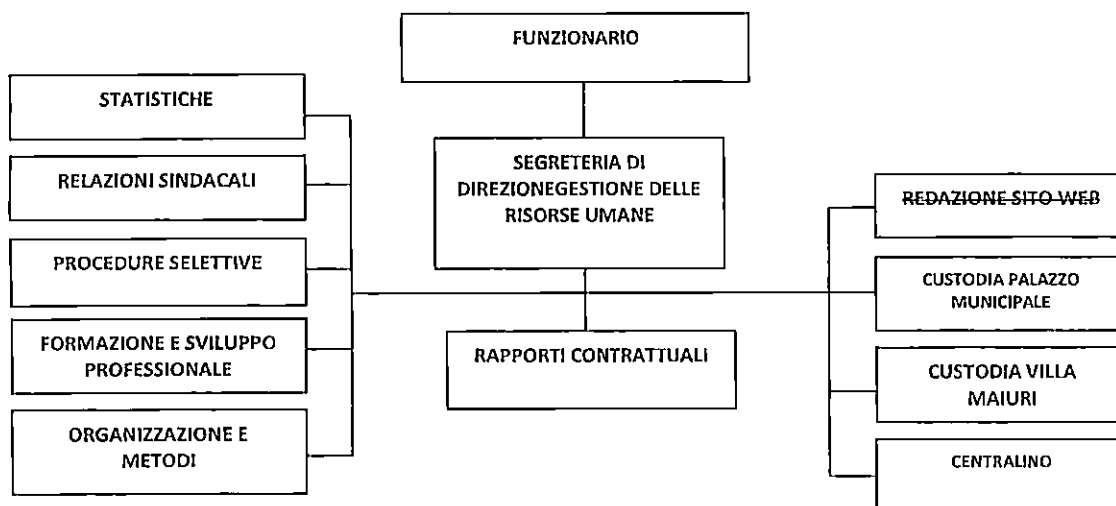 FUNZIONARIO
STATISTICHE
RELAZIONI SINDACALI
PROCEDURE SELETTIVE
FORMAZIONE E SVILUPPO
PROFESSIONALE
ORGANIZZAZIONE E
METODI
SEGRETERIA DI
DIREZIONEGESTIONE DELLE
RISORSE UMANE
RAPPORTI CONTRATTUALI
REDAZIONE SITO WEB
CUSTODIA PALAZZO
MUNICIPALE
CUSTODIA VILLA
MAIURI
CENTRALINO